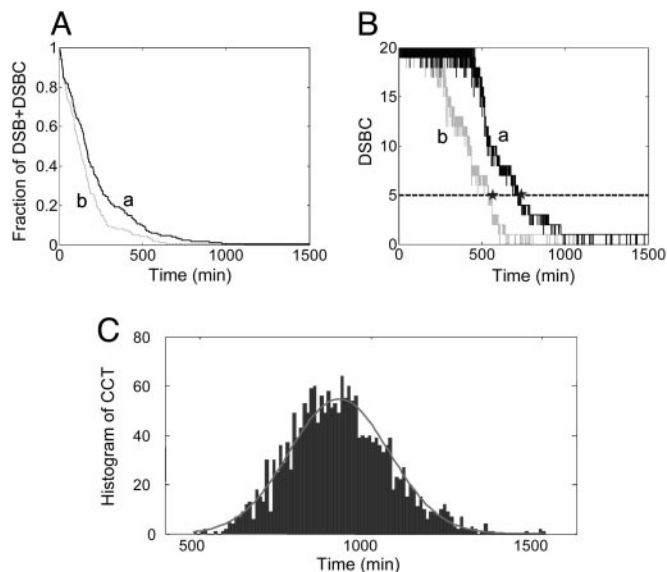 A
B
Fraction of DSB+DSBC
1
0.8
0.6
0.4
0.2
0
b
a
0
500
1000
1500
Time (min)
DSBC
20
15
10
5
0
b
a
0
500
1000
1500
Time (min)
C
Histogram of CCT
80
60
40
20
0
500
1000
1500
Time (min)